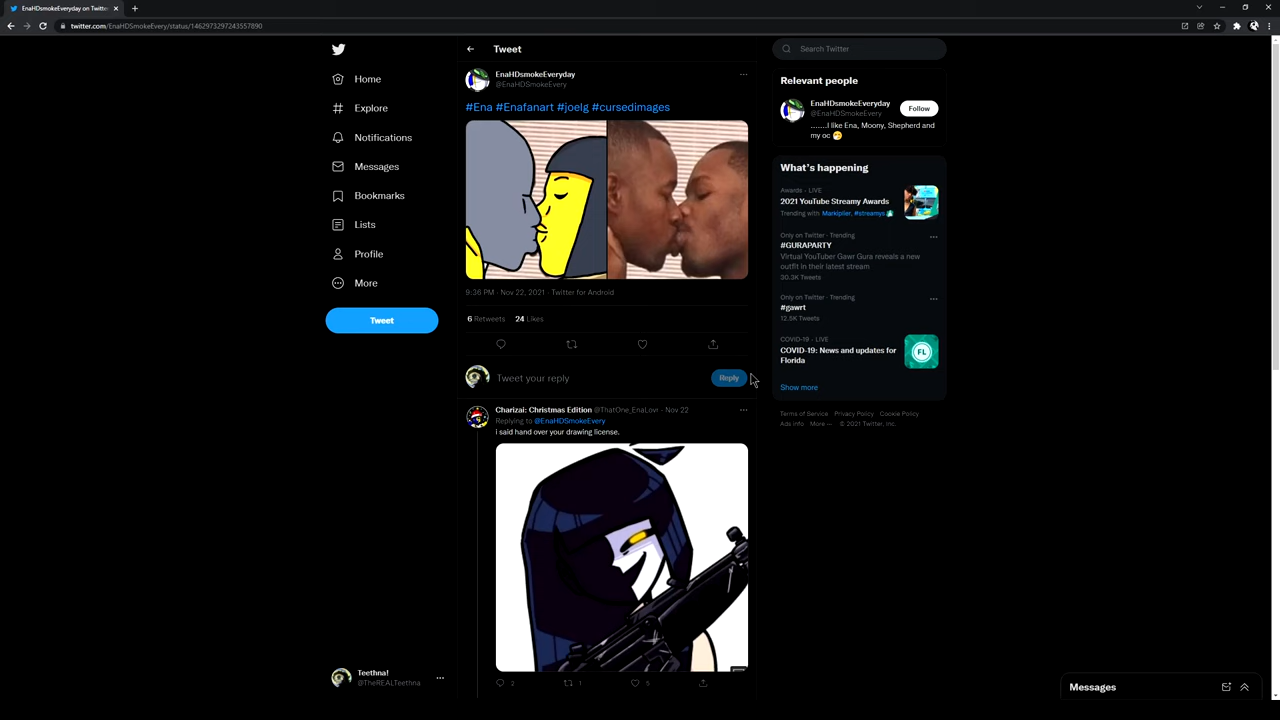 EnaHDSmokeEveryday on Twitter
twitter.com/EnaHDSmokeEvery/status/1462973297243557890
Home
Explore
Notifications
Messages
Bookmarks
Lists
Profile
More
Tweet
Teethna!
@TheREALTeethna
Tweet
EnaHDsmokeEveryday
@EnaHDSmokeEvery
#Ena #Enafanart #joelg #cursedimages
9:36 PM · Nov 22, 2021 · Twitter for Android
6 Retweets 24 Likes
Tweet your reply
Reply
Charizai: Christmas Edition @ThatOne_EnaLovr · Nov 22
Replying to @EnaHDSmokeEvery
i said hand over your drawing license.
2 1 5
Search Twitter
Relevant people
EnaHDsmokeEveryday
@EnaHDSmokeEvery
Follow
.......I like Ena, Moony, Shepherd and
my oc
What's happening
Awards · LIVE
2021 YouTube Streamy Awards
Trending with Markiplier, #streamys
Only on Twitter · Trending
#GURAPARTY
Virtual YouTuber Gawr Gura reveals a new
outfit in their latest stream
30.3K Tweets
Only on Twitter · Trending
#gawrt
12.5K Tweets
COVID-19 · LIVE
COVID-19: News and updates for
Florida
FL
Show more
Terms of Service Privacy Policy Cookie Policy
Ads info More ··· © 2021 Twitter, Inc.
Messages